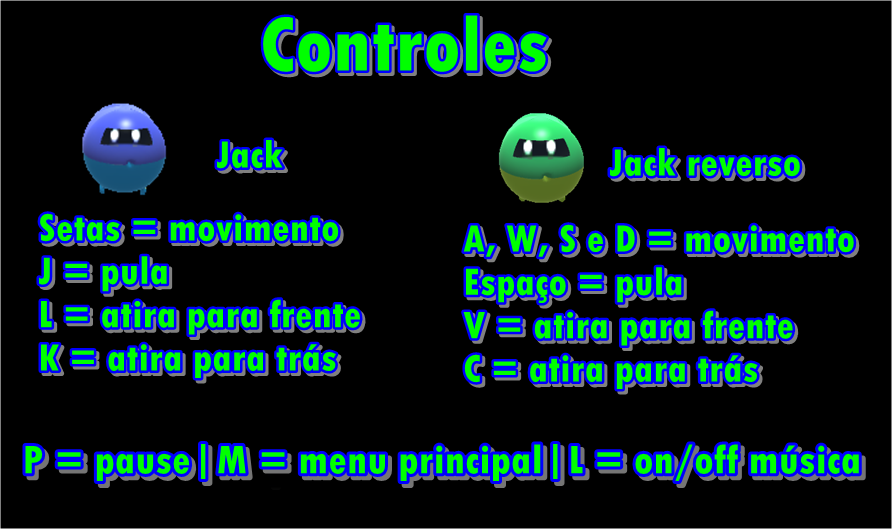 Controles
Jack
Setas = movimento
J = pula
L = atira para frente
K = atira para trás
Jack reverso
A, W, S e D = movimento
Espaço = pula
V = atira para frente
C = atira para trás
P = pause|M = menu principal|L = on/off música